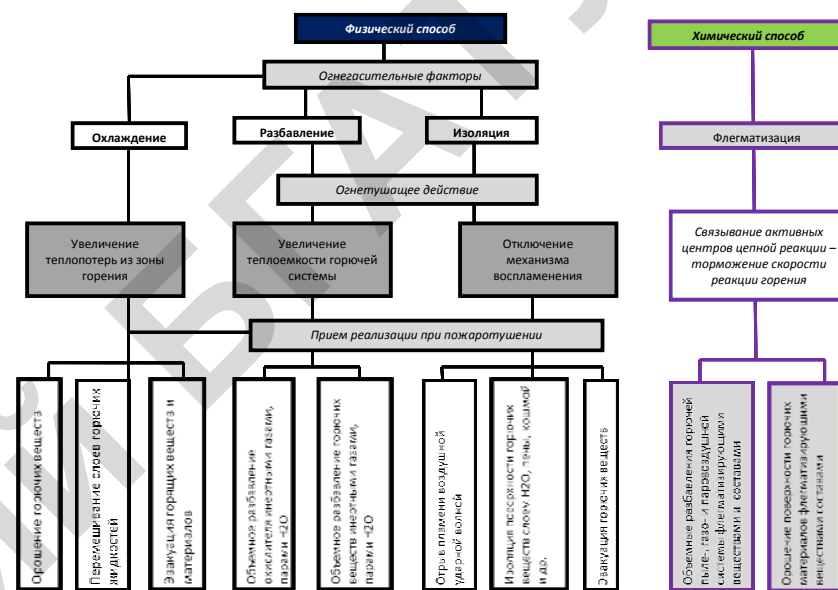 Физический способ
Химический способ
Огнегасительные факторы
Охлаждение
Разбавление
Изоляция
Флегматизация
Огнетушащее действие
Увеличение
теплопотерь из зоны
горения
Увеличение
теплоемкости горючей
системы
Отключение
механизма
воспламенения
Связывание активных
центров цепной реакции –
торможение скорости
реакции горения
Прием реализации при пожаротушении
Орошение горючих веществ
Перемешивание слоев горючих
жидкостей
Эвакуация горящих веществ и
материалов
Объемное разбавление
окислителя инертными газами,
парами H2O
Объемное разбавление горючих
веществ инертными газами,
парами H2O
Отрыв пламени воздушной
ударной волной
Изоляция поверхности горючих
веществ слоем H2O, пены, кошмой
и др.
Эвакуация горючих веществ
Объемные разбавления горючей
пыле-, газо- и паровоздушной
системы флегматизирующими
веществами и составами
Орошение поверхности горючих
материалов флегматизирующими
веществами составами